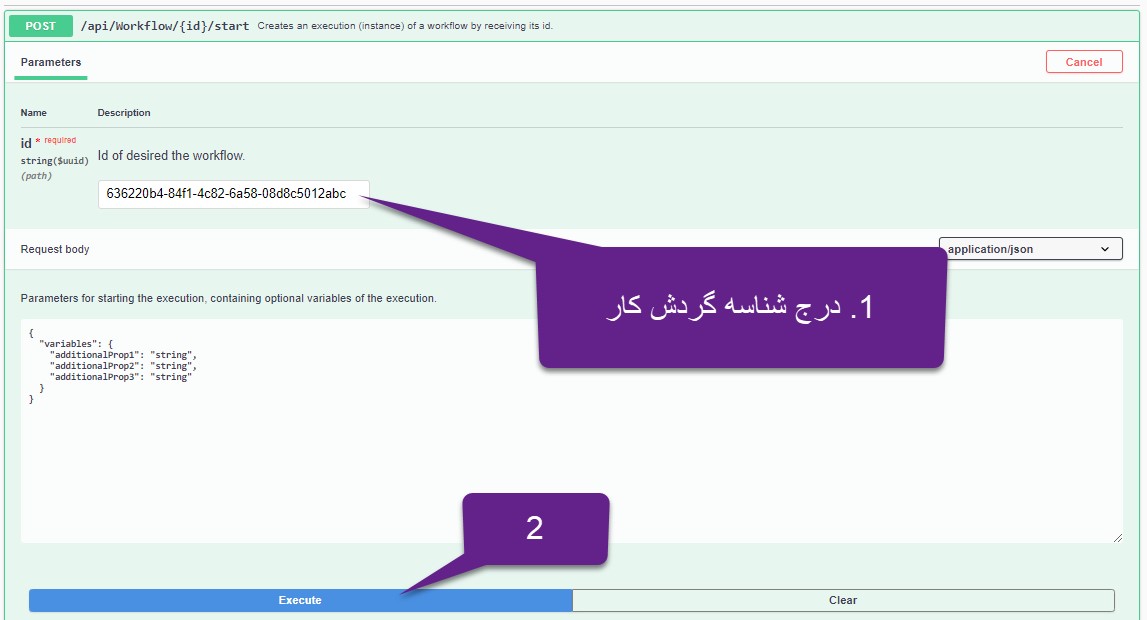 POST /api/Workflow/{id}/start Creates an execution (instance) of a workflow by receiving its id.
Parameters
Cancel
Name Description
id * required
string($uuid)
(path)
Id of desired the workflow.
636220b4-84f1-4c82-6a58-08d8c5012abc
Request body
application/json
1. درج شناسه گردش کار
Parameters for starting the execution, containing optional variables of the execution.
{
  "variables": {
    "additionalProp1": "string",
    "additionalProp2": "string",
    "additionalProp3": "string"
  }
}
2
Execute
Clear